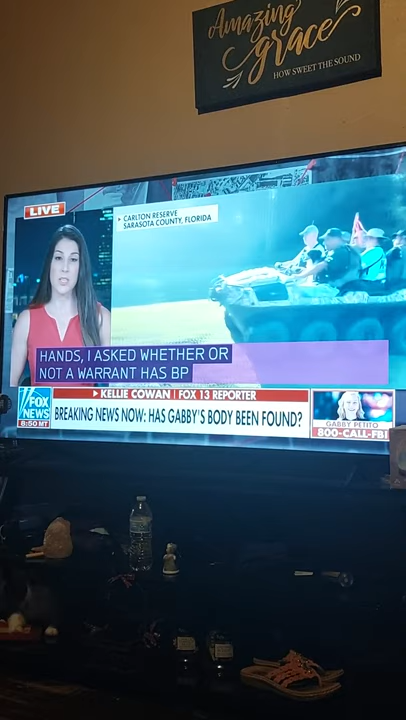 Amazing
grace
HOW SWEET THE SOUND
LIVE
CARLTON RESERVE
SARASOTA COUNTY, FLORIDA
HANDS, I ASKED WHETHER OR
NOT A WARRANT HAS BP
KELLIE COWAN | FOX 13 REPORTER
FOX
NEWS
8:50 MT
BREAKING NEWS NOW: HAS GABBY'S BODY BEEN FOUND?
GABBY PETITO
800-CALL-FBI